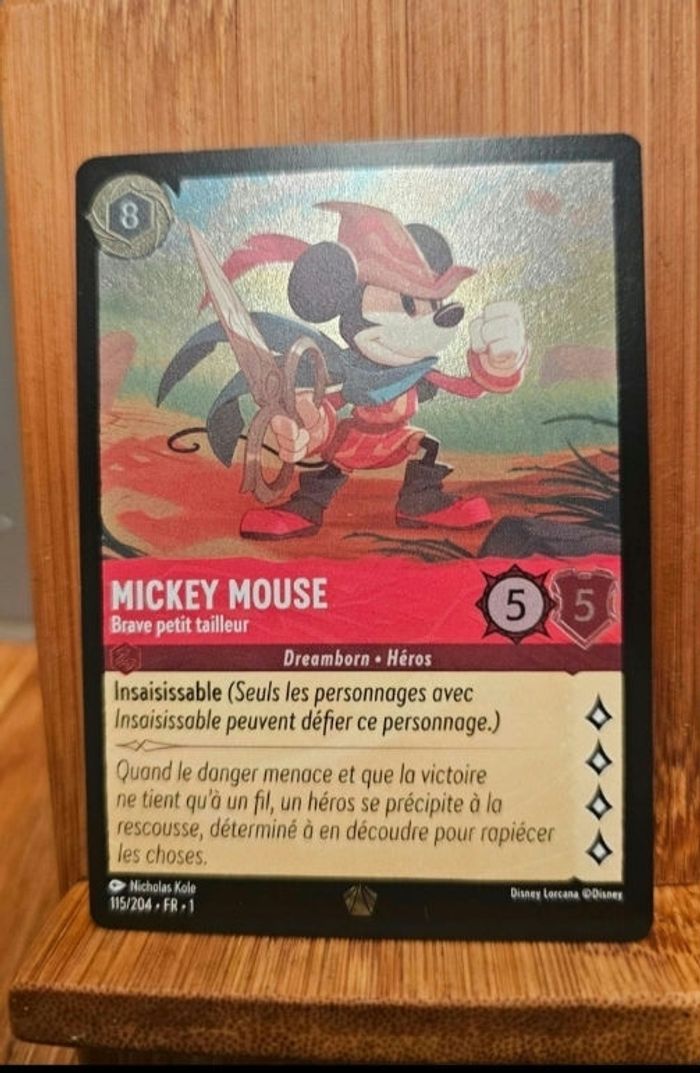 8
MICKEY MOUSE
Brave petit tailleur
5
5
Dreamborn • Héros
Insaisissable (Seuls les personnages avec
Insaisissable peuvent défier ce personnage.)
Quand le danger menace et que la victoire
ne tient qu'à un fil, un héros se précipite à la
rescousse, déterminé à en découdre pour rapiécer
les choses.
Nicholas Kole
115/204 • FR • 1
Disney Lorcana ©Disney